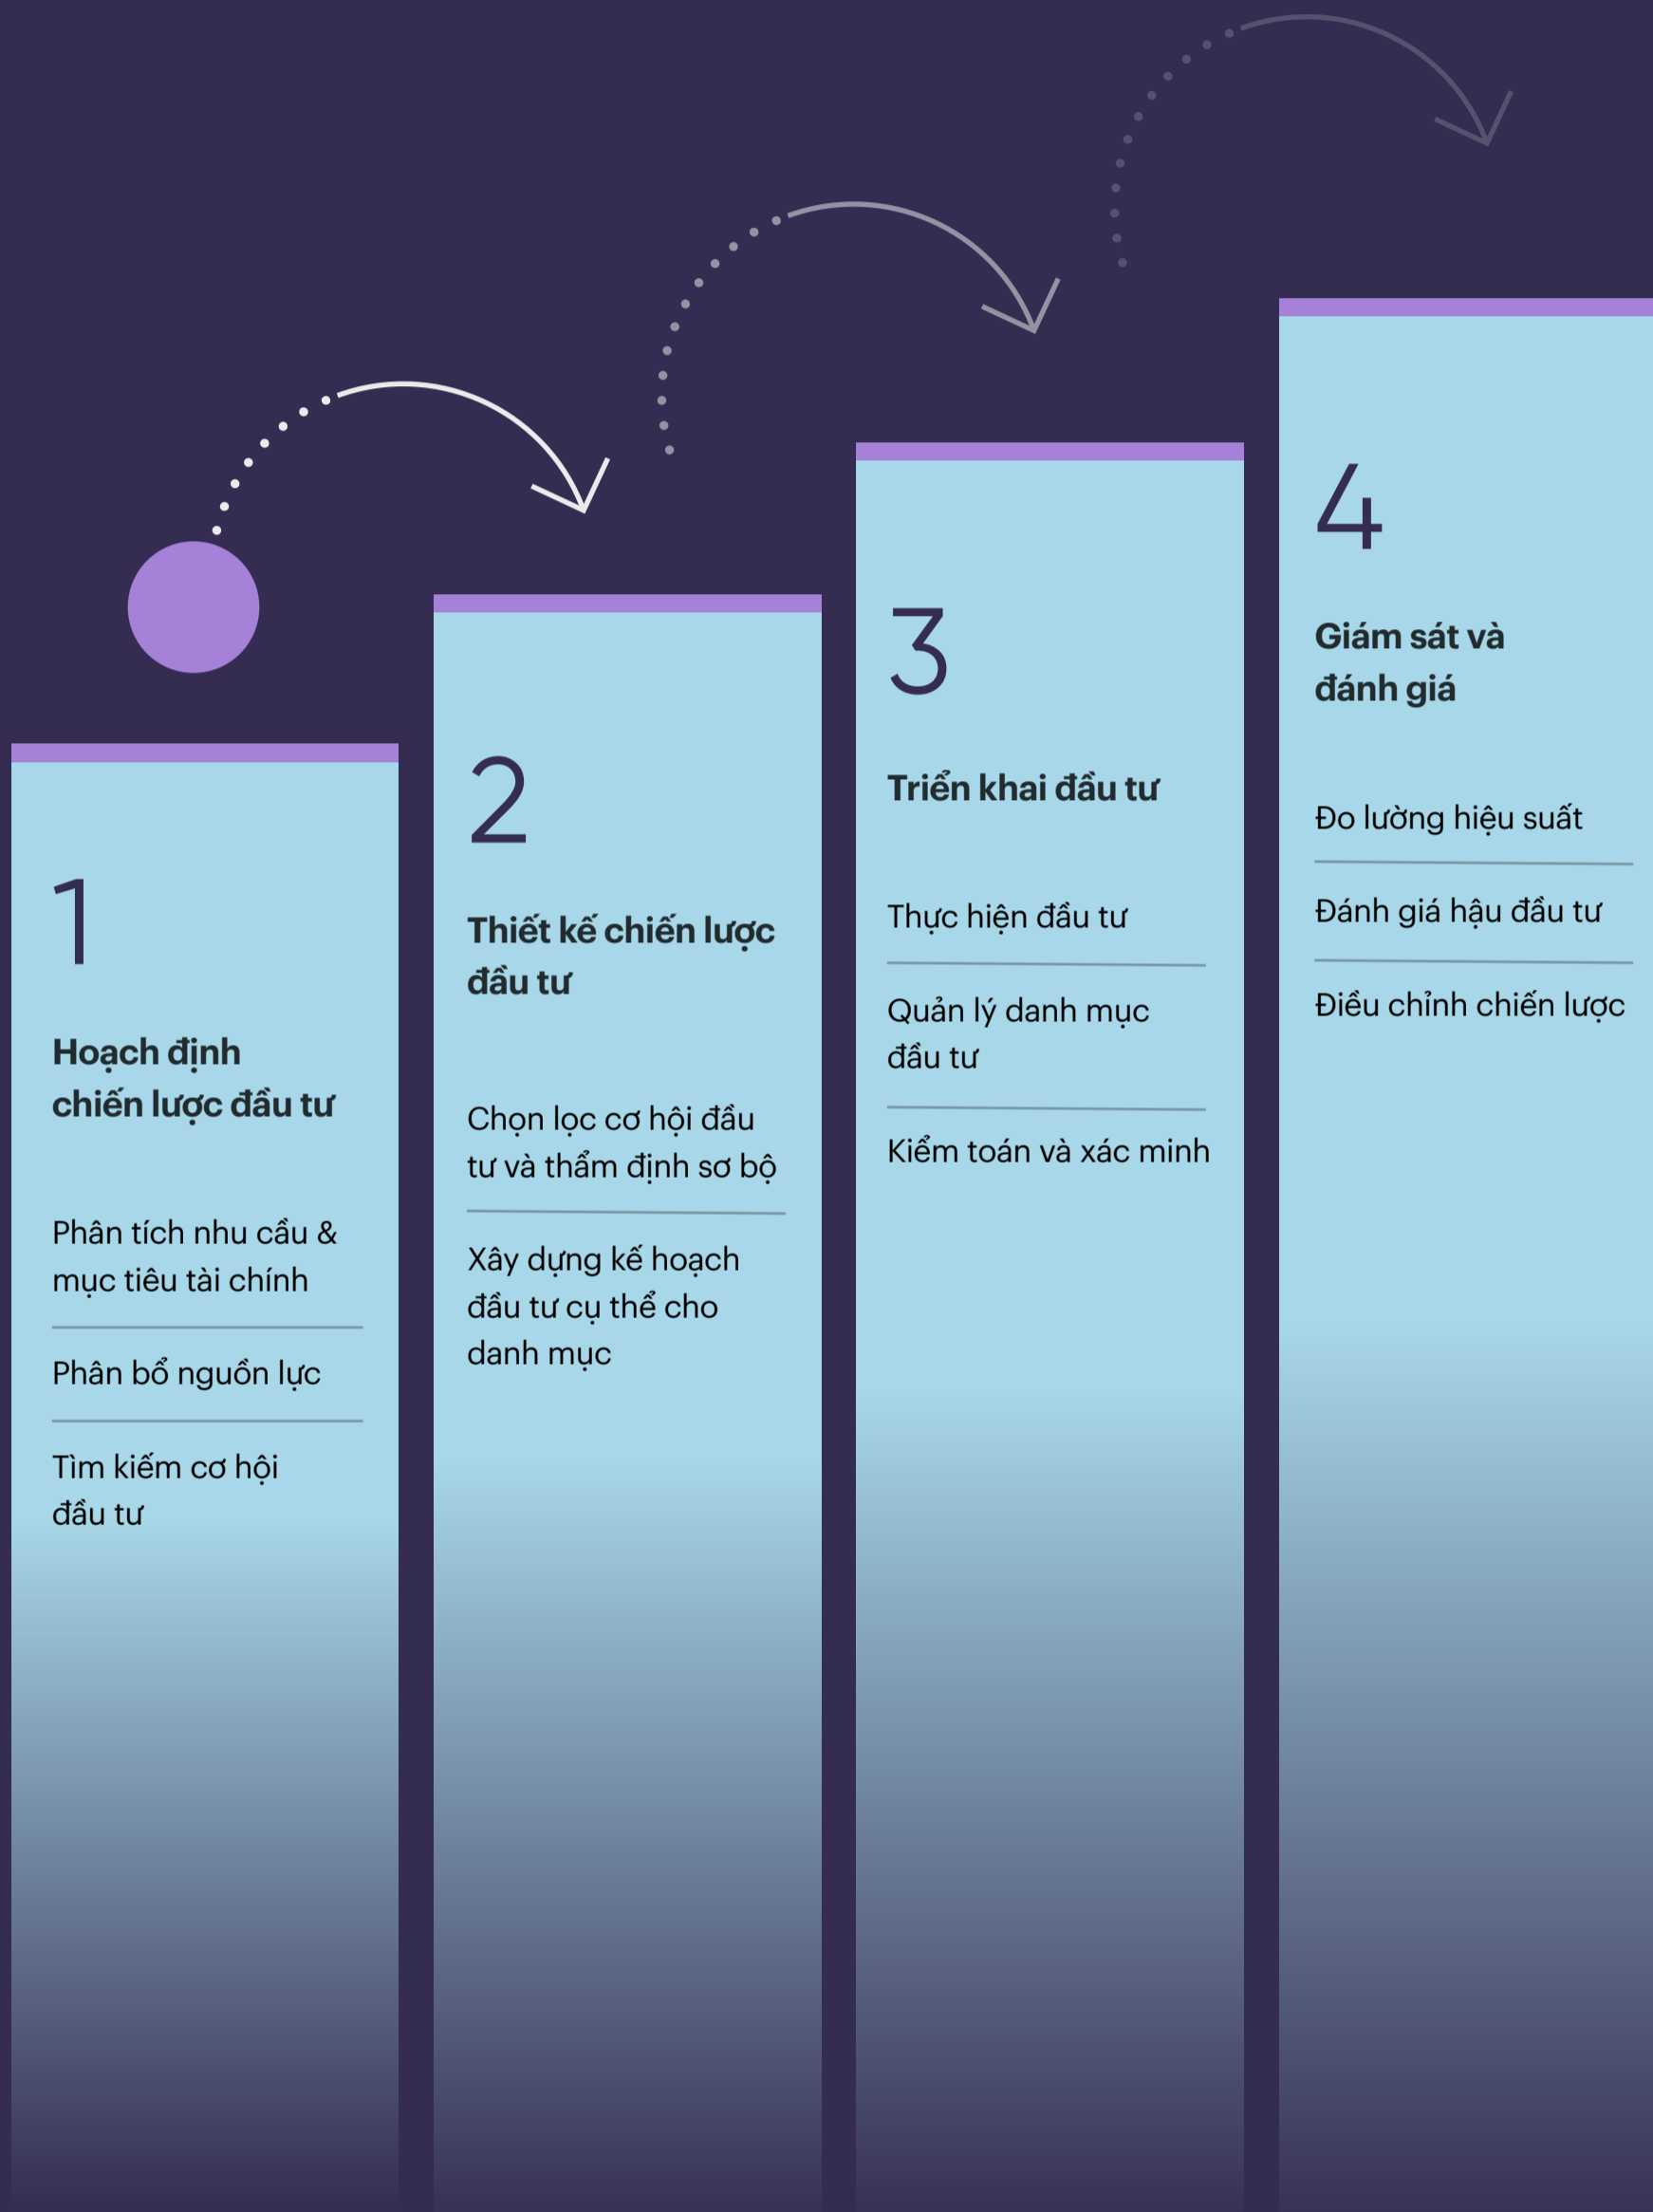 1
Hoạch định
chiến lược đầu tư
Phân tích nhu cầu &
mục tiêu tài chính
Phân bổ nguồn lực
Tìm kiếm cơ hội
đầu tư
2
Thiết kế chiến lược
đầu tư
Chọn lọc cơ hội đầu
tư và thẩm định sơ bộ
Xây dựng kế hoạch
đầu tư cụ thể cho
danh mục
3
Triển khai đầu tư
Thực hiện đầu tư
Quản lý danh mục
đầu tư
Kiểm toán và xác minh
4
Giám sát và
đánh giá
Đo lường hiệu suất
Đánh giá hậu đầu tư
Điều chỉnh chiến lược